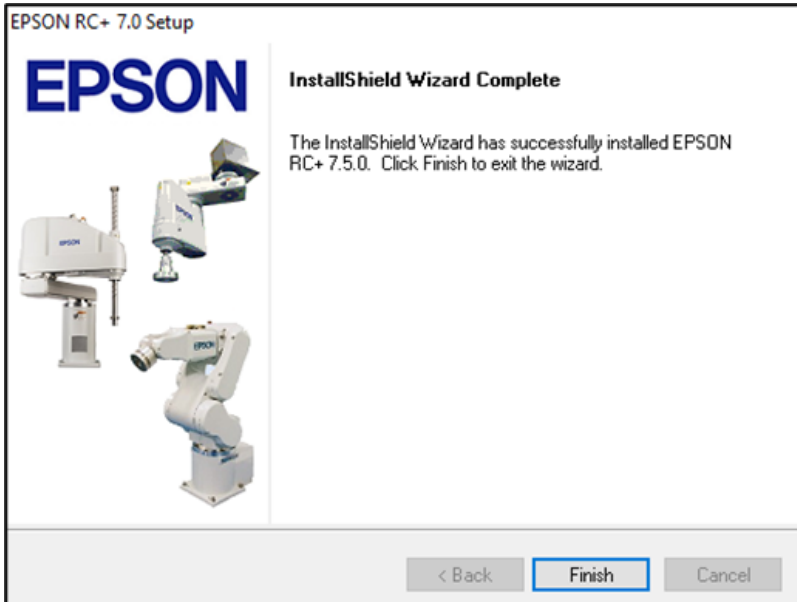 EPSON RC+ 7.0 Setup
EPSON
InstallShield Wizard Complete
The InstallShield Wizard has successfully installed EPSON
RC+ 7.5.0. Click Finish to exit the wizard.
EPSON
EPSON
EPSON
< Back
Finish
Cancel